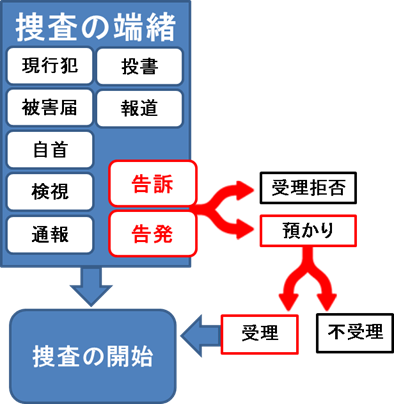 捜査の端緒
現行犯
投書
被害届
報道
自首
検視
通報
告訴
告発
受理拒否
預かり
受理
不受理
捜査の開始